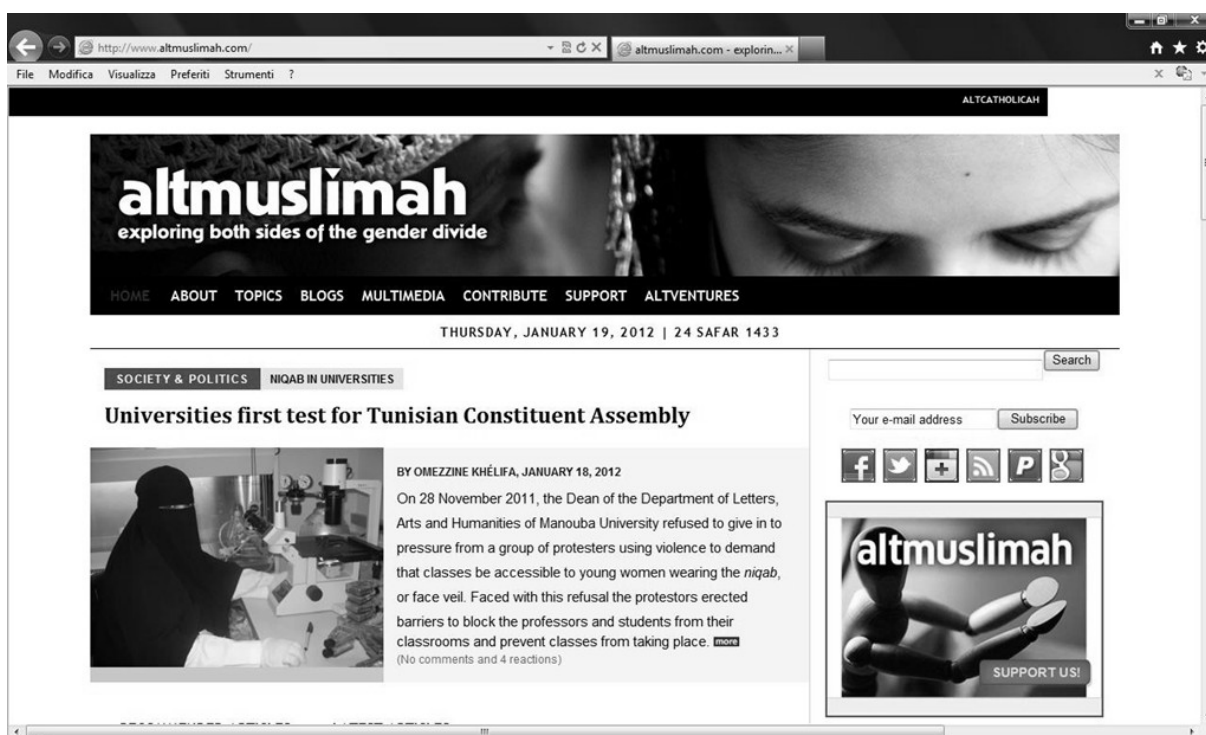 http://www.altmuslimah.com/
altmuslimah.com - explorin...
File Modifica Visualizza Preferiti Strumenti ?
ALTCATHOLICAH
altmuslimah
exploring both sides of the gender divide
HOME ABOUT TOPICS BLOGS MULTIMEDIA CONTRIBUTE SUPPORT ALTVENTURES
THURSDAY, JANUARY 19, 2012 | 24 SAFAR 1433
Search
SOCIETY & POLITICS NIQAB IN UNIVERSITIES
Universities first test for Tunisian Constituent Assembly
Your e-mail address Subscribe
BY OMEZZINE KHÉLIFA, JANUARY 18, 2012
On 28 November 2011, the Dean of the Department of Letters,
Arts and Humanities of Manouba University refused to give in to
pressure from a group of protesters using violence to demand
that classes be accessible to young women wearing the niqab,
or face veil. Faced with this refusal the protestors erected
barriers to block the professors and students from their
classrooms and prevent classes from taking place. more
(No comments and 4 reactions)
altmuslimah
SUPPORT US!